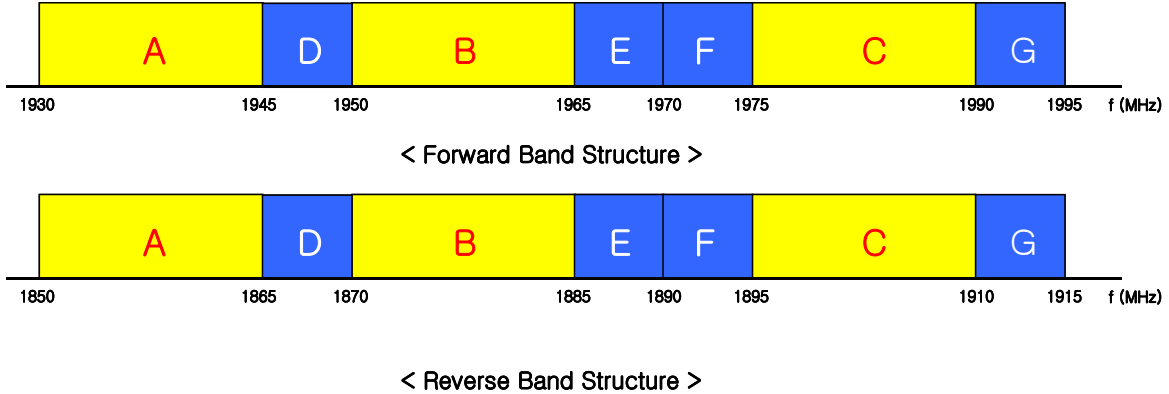 A D B E F C G
1930 1945 1950 1965 1970 1975 1990 1995 f (MHz)
< Forward Band Structure >
A D B E F C G
1850 1865 1870 1885 1890 1895 1910 1915 f (MHz)
< Reverse Band Structure >